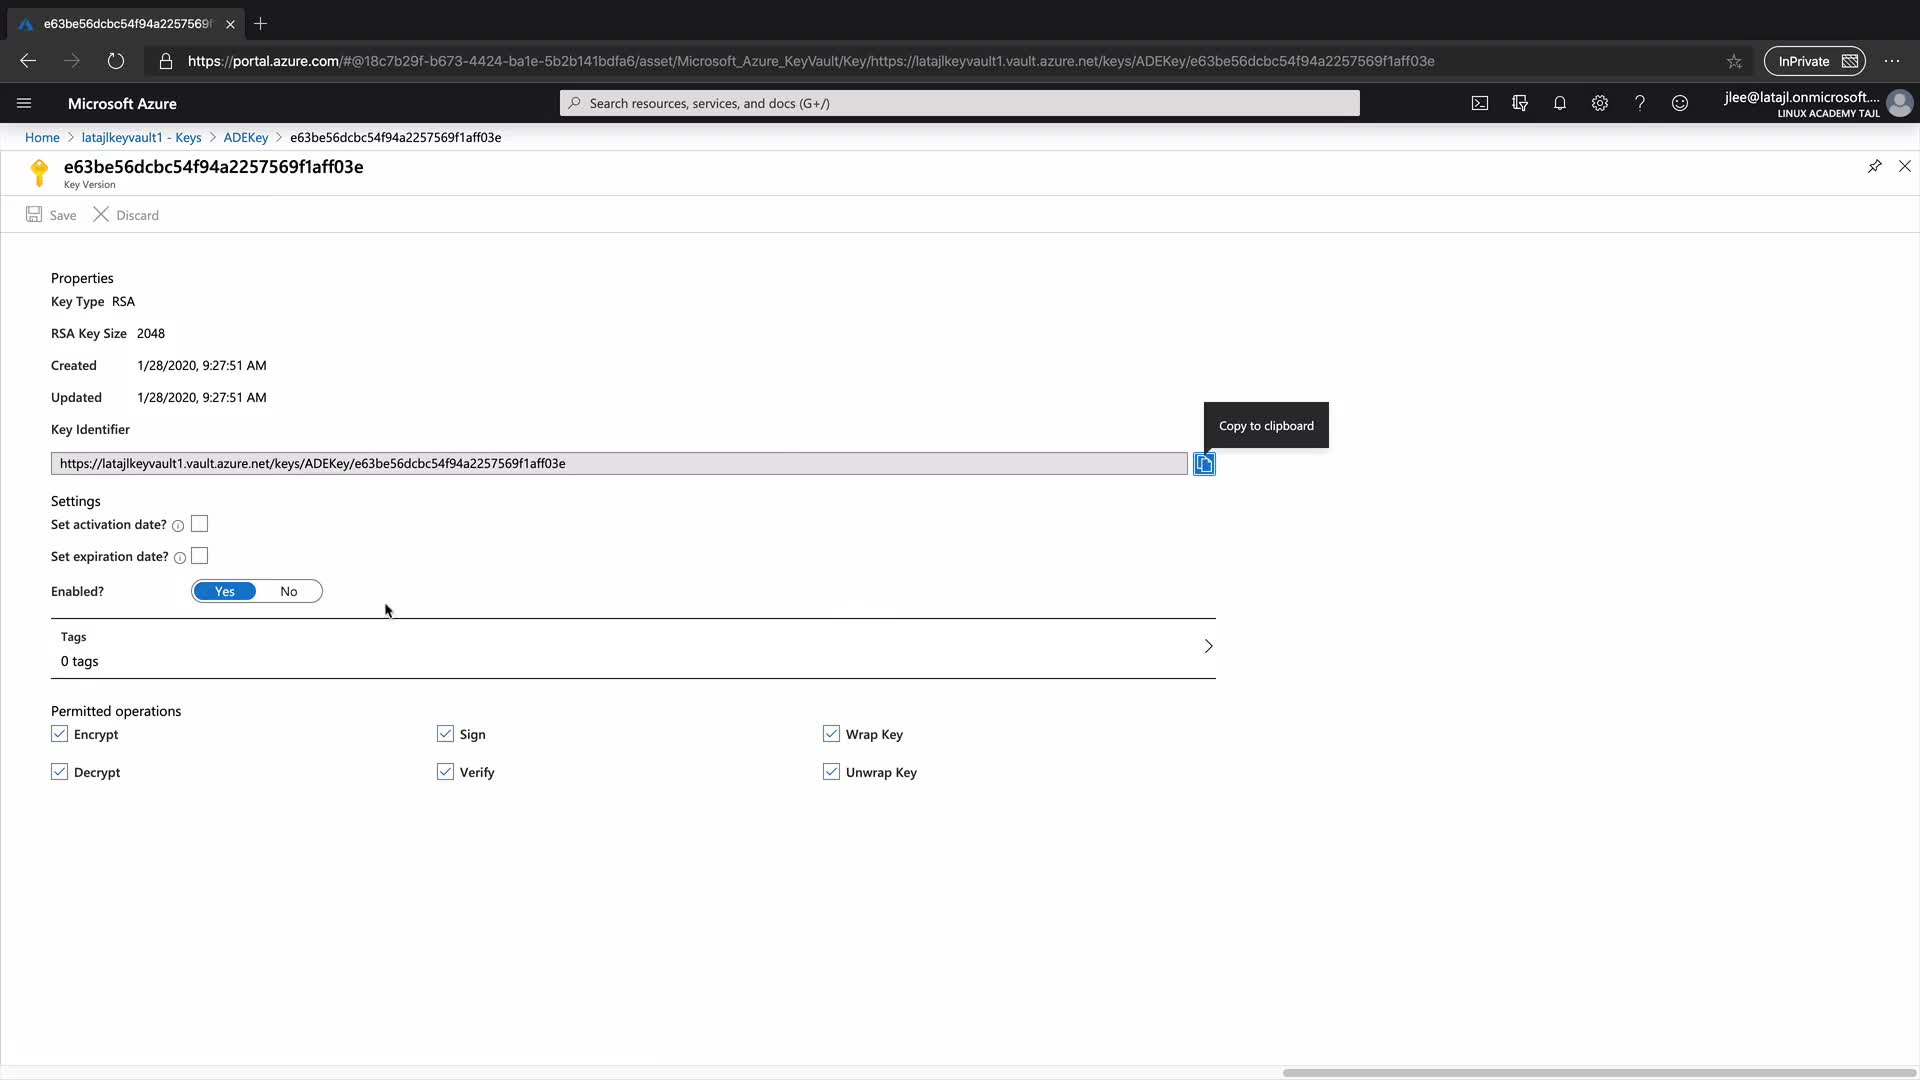 e63be56dcbc54f94a2257569f
https://portal.azure.com/#@18c7b29f-b673-4424-ba1e-5b2b141bdfa6/asset/Microsoft_Azure_KeyVault/Key/https://latajlkeyvault1.vault.azure.net/keys/ADEKey/e63be56dcbc54f94a2257569f1aff03e
InPrivate
Microsoft Azure
Search resources, services, and docs (G+/)
jlee@latajl.onmicrosoft....
LINUX ACADEMY TAJL
Home > latajlkeyvault1 - Keys > ADEKey > e63be56dcbc54f94a2257569f1aff03e
e63be56dcbc54f94a2257569f1aff03e
Key Version
Save Discard
Properties
Key Type RSA
RSA Key Size 2048
Created 1/28/2020, 9:27:51 AM
Updated 1/28/2020, 9:27:51 AM
Key Identifier
Copy to clipboard
https://latajlkeyvault1.vault.azure.net/keys/ADEKey/e63be56dcbc54f94a2257569f1aff03e
Settings
Set activation date?
Set expiration date?
Enabled? Yes No
Tags
0 tags
Permitted operations
Encrypt Sign Wrap Key
Decrypt Verify Unwrap Key